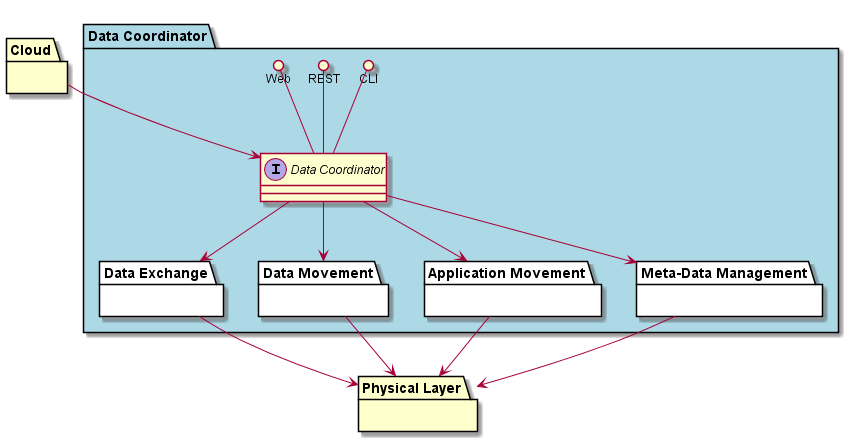 Data Coordinator
Cloud
Web
REST
CLI
I
Data Coordinator
Data Exchange
Data Movement
Application Movement
Meta-Data Management
Physical Layer